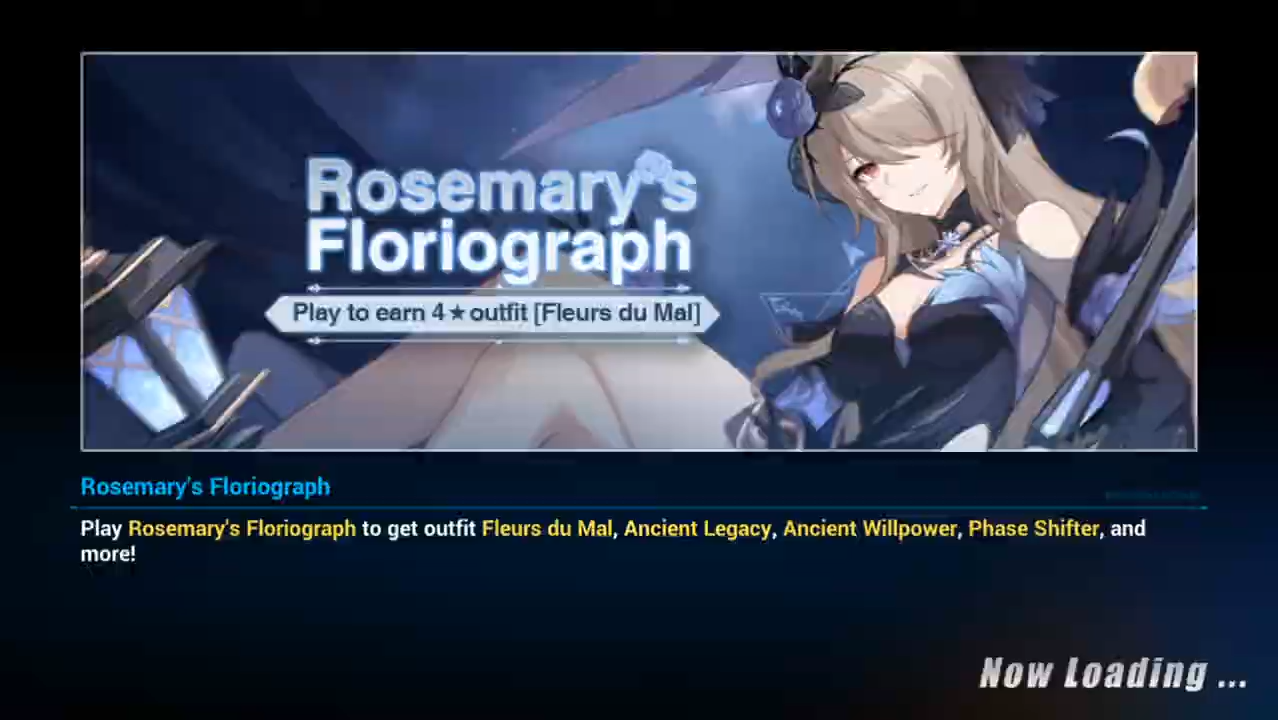 Rosemary's
Floriograph
Play to earn 4★outfit [Fleurs du Mal]
Rosemary's Floriograph
Play Rosemary's Floriograph to get outfit Fleurs du Mal, Ancient Legacy, Ancient Willpower, Phase Shifter, and
more!
Now Loading ...